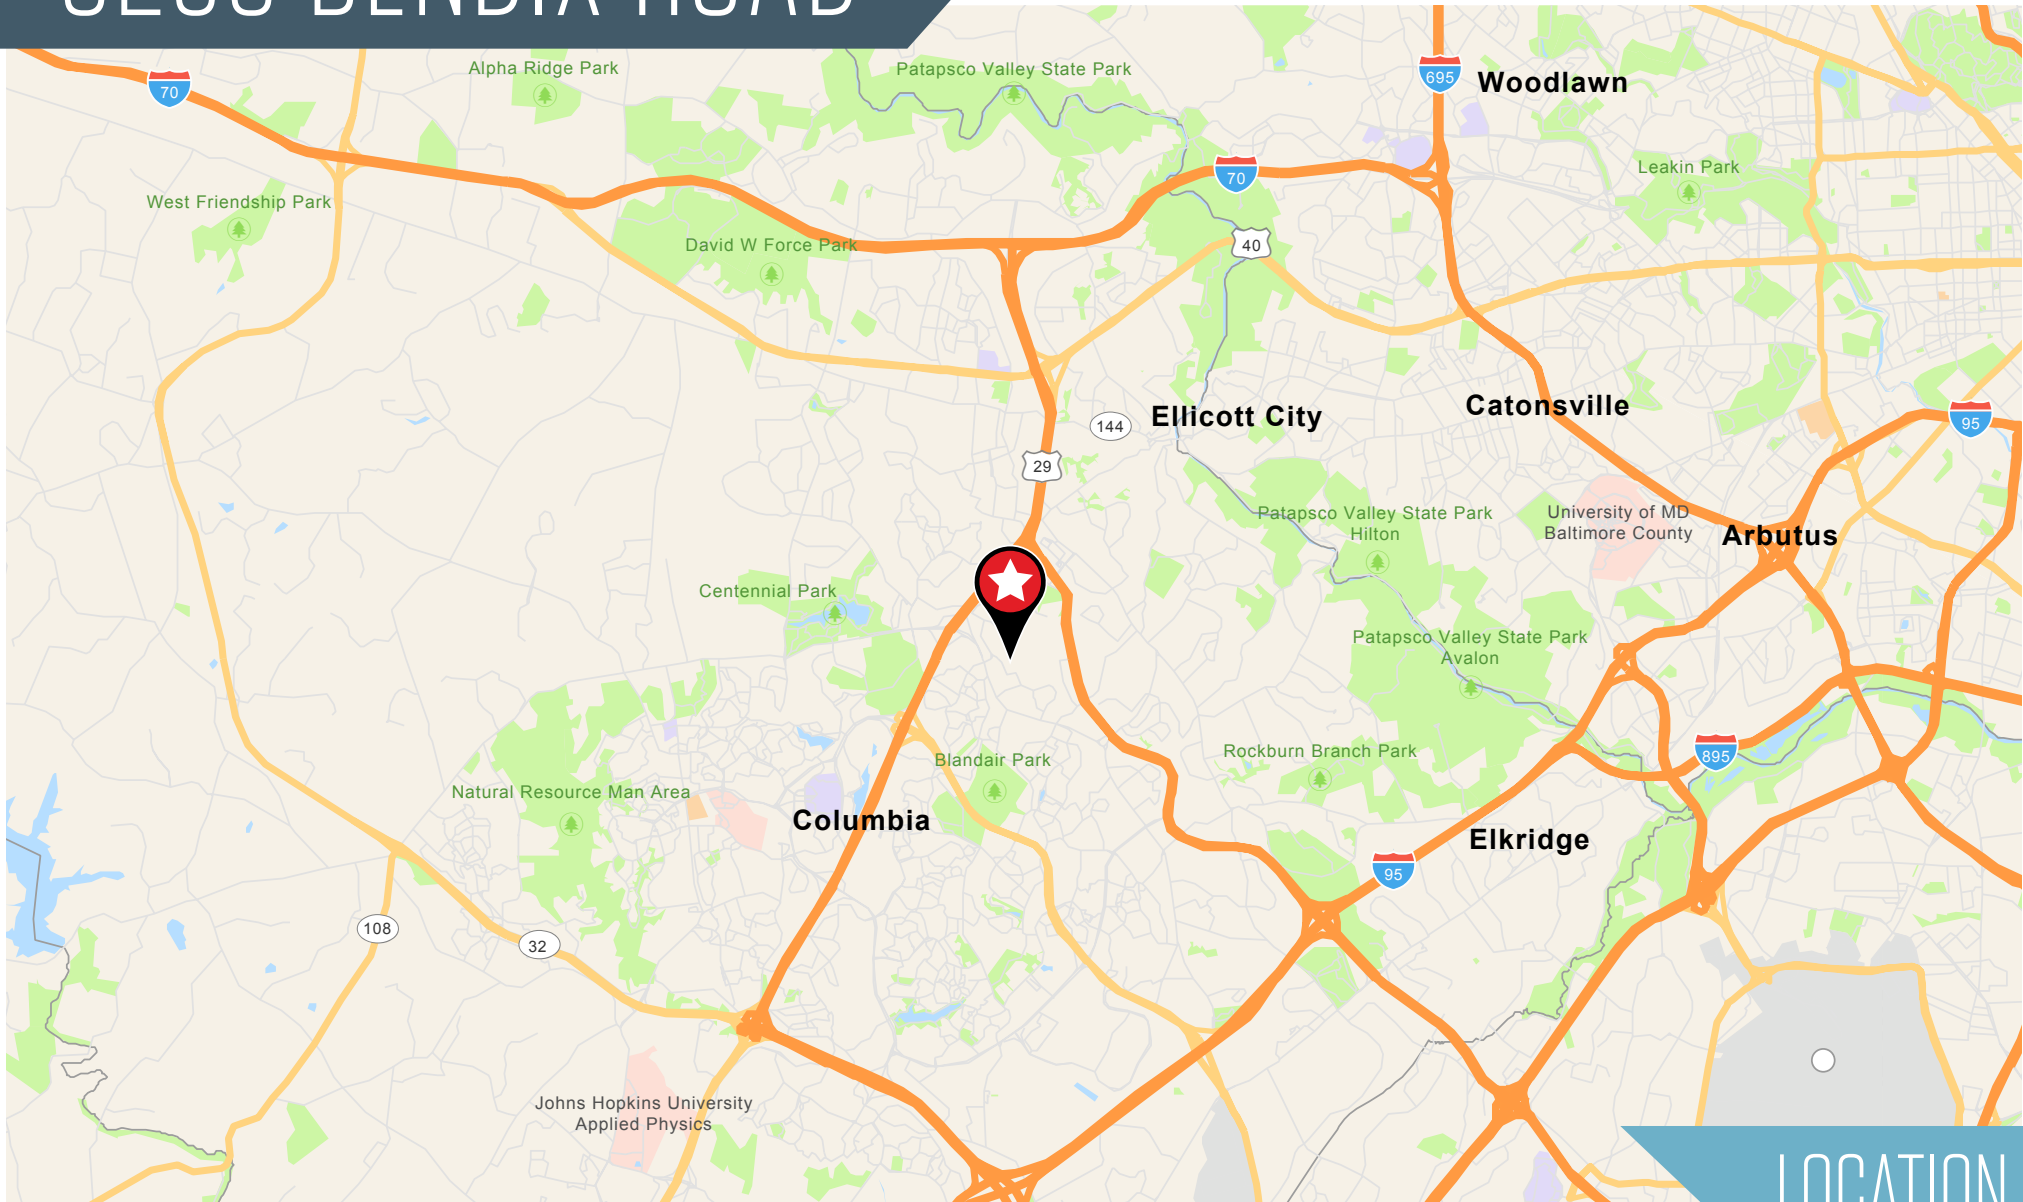 ROAD
Alpha Ridge Park
Patapsco Valley State Park
695
Woodlawn
70
70
Leakin Park
West Friendship Park
David W Force Park
40
Ellicott City
Catonsville
144
95
29
Patapsco Valley State Park
Hilton
University of MD
Baltimore County
Arbutus
Centennial Park
Patapsco Valley State Park
Avalon
Blandair Park
Rockburn Branch Park
895
Natural Resource Man Area
Columbia
Elkridge
95
108
32
Johns Hopkins University
Applied Physics
LOCATION